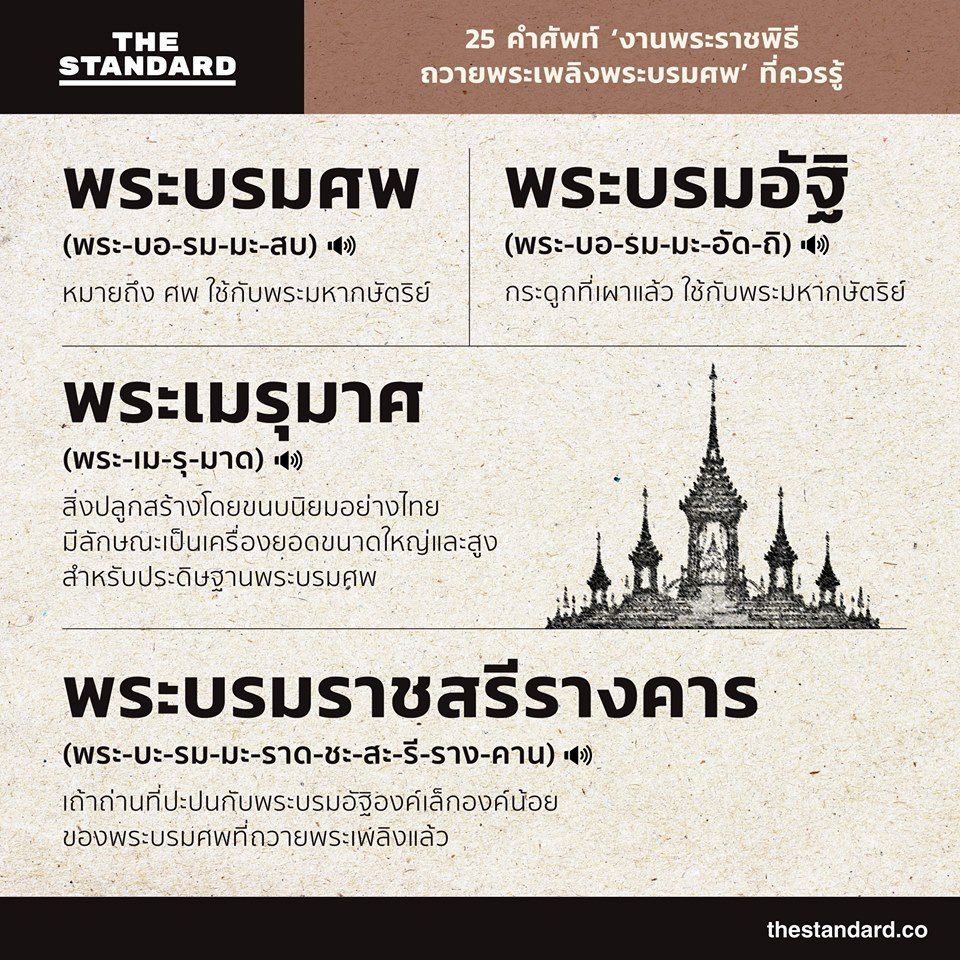 THE
STANDARD
25 คำศัพท์ ‘งานพระราชพิธี
ถวายพระเพลิงพระบรมศพ’ ที่ควรรู้
พระบรมศพ
(พระ-บอ-รม-มะ-สบ)
หมายถึง ศพ ใช้กับพระมหากษัตริย์
พระบรมอัฐิ
(พระ-บอ-รม-มะ-อัด-ถิ)
กระดูกที่เผาแล้ว ใช้กับพระมหากษัตริย์
พระเมรุมาศ
(พระ-เม-รุ-มาด)
สิ่งปลูกสร้างโดยขนบนิยมอย่างไทย
มีลักษณะเป็นเครื่องยอดขนาดใหญ่และสูง
สำหรับประดิษฐานพระบรมศพ
พระบรมราชสรีรางคาร
(พระ-บะ-รม-มะ-ราด-ชะ-สะ-รี-ราง-คาน)
เถ้าถ่านที่ปะปนกับพระบรมอัฐิองค์เล็กองค์น้อย
ของพระบรมศพที่ถวายพระเพลิงแล้ว
thestandard.co